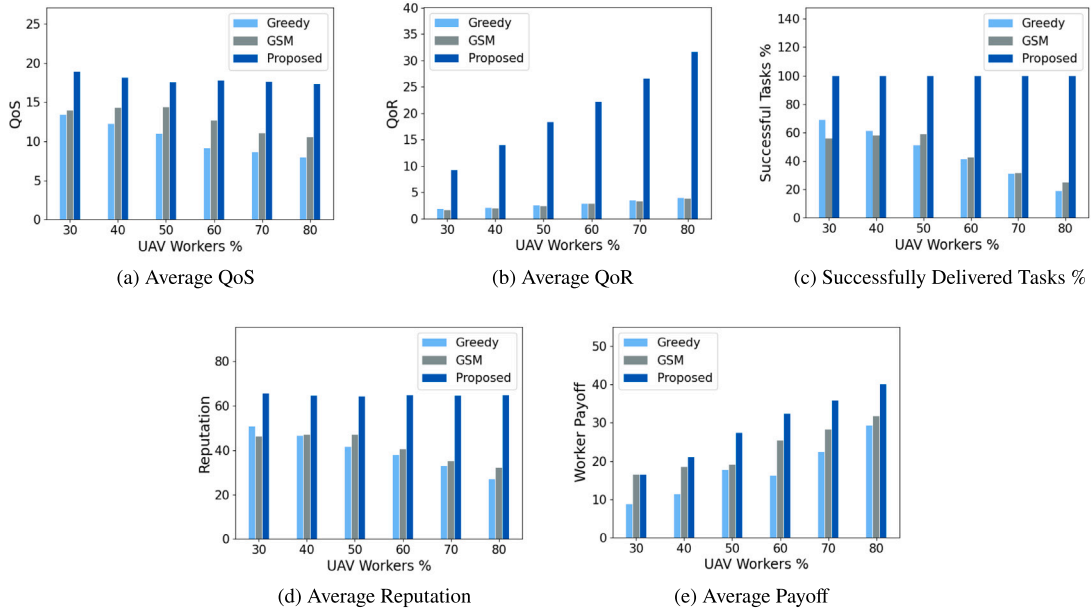 25
20
15
10
5
0
QoS
Greedy
GSM
Proposed
30 40 50 60 70 80
UAV Workers %
(a) Average QoS
40
35
30
25
20
15
10
5
0
QoR
Greedy
GSM
Proposed
30 40 50 60 70 80
UAV Workers %
(b) Average QoR
140
120
100
80
60
40
20
0
Successful Tasks %
Greedy
GSM
Proposed
30 40 50 60 70 80
UAV Workers %
(c) Successfully Delivered Tasks %
80
60
40
20
0
Reputation
Greedy
GSM
Proposed
30 40 50 60 70 80
UAV Workers %
(d) Average Reputation
50
40
30
20
10
0
Worker Payoff
Greedy
GSM
Proposed
30 40 50 60 70 80
UAV Workers %
(e) Average Payoff